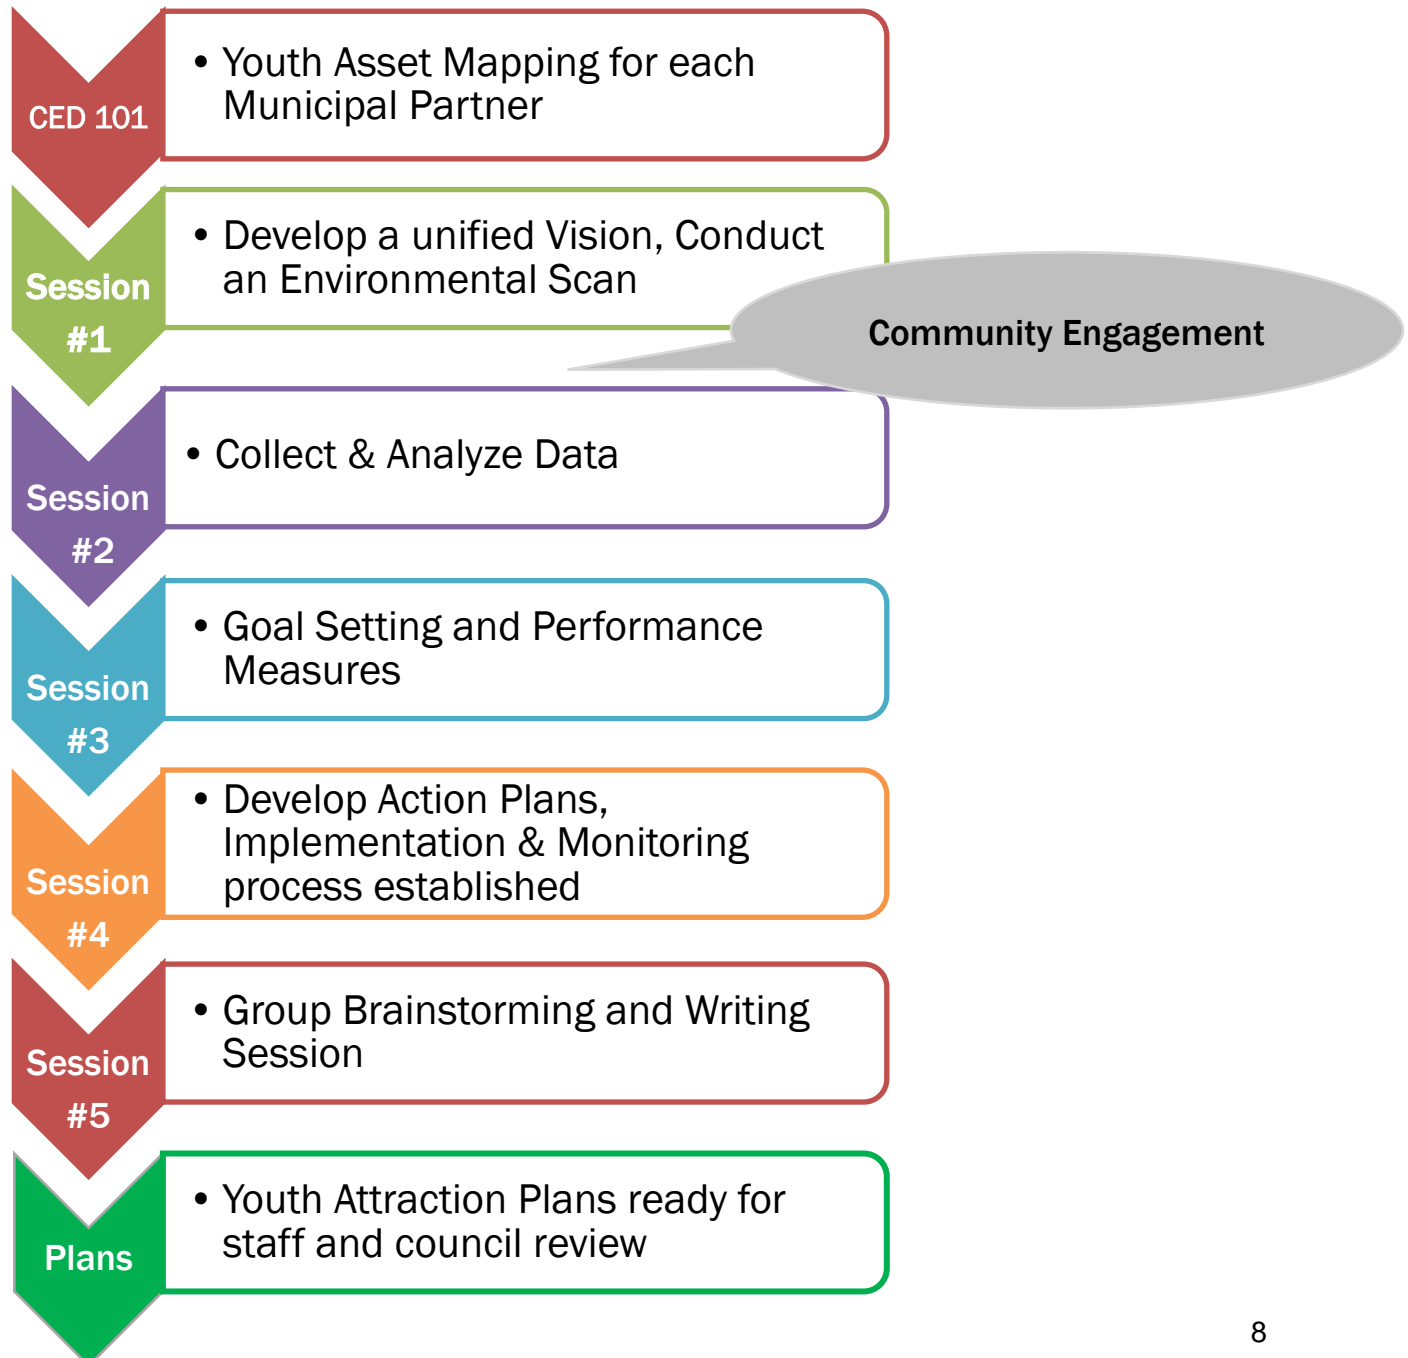 CED 101
• Youth Asset Mapping for each
Municipal Partner
Session
#1
• Develop a unified Vision, Conduct
an Environmental Scan
Community Engagement
Session
#2
• Collect & Analyze Data
Session
#3
• Goal Setting and Performance
Measures
Session
#4
• Develop Action Plans,
Implementation & Monitoring
process established
Session
#5
• Group Brainstorming and Writing
Session
Plans
• Youth Attraction Plans ready for
staff and council review
8